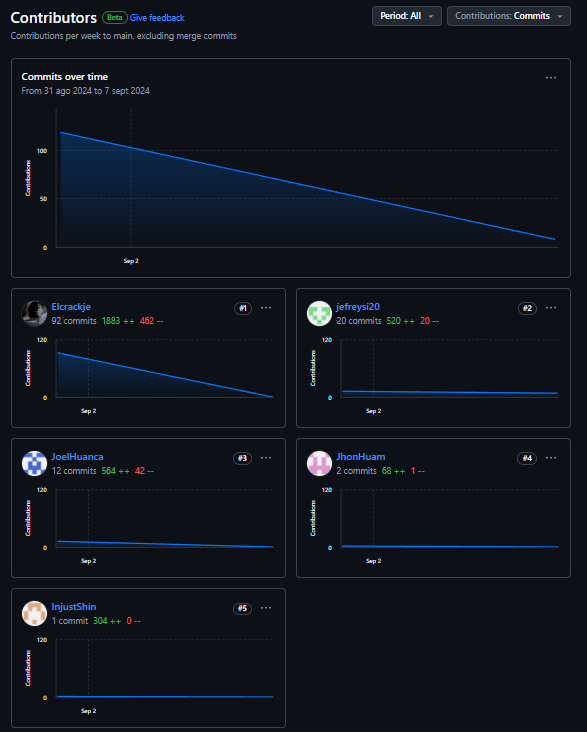 Contributors Beta Give feedback Period: All Contributions: Commits
Contributions per week to main, excluding merge commits
Commits over time
From 31 ago 2024 to 7 sept 2024
Contributions
100
50
0
Sep 2
Elcrackje #1
92 commits 1883 ++ 462 --
Contributions
120
0
Sep 2
jefreysi20 #2
20 commits 520 ++ 20 --
Contributions
120
0
Sep 2
JoelHuanca #3
12 commits 564 ++ 42 --
Contributions
120
0
Sep 2
JhonHuam #4
2 commits 68 ++ 1 --
Contributions
120
0
Sep 2
InjustShin #5
1 commit 304 ++ 0 --
Contributions
120
0
Sep 2